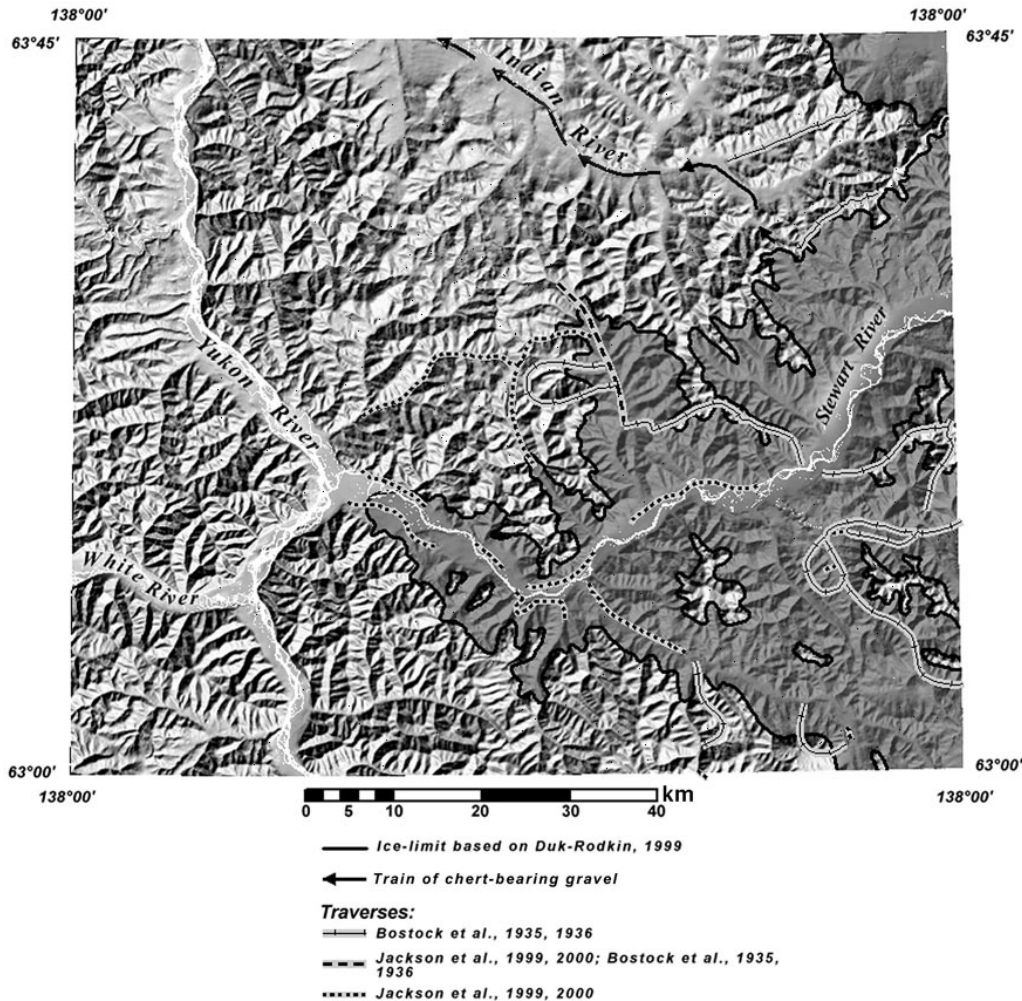 138°00' 138°00'
63°45' 63°45'
Indian
River
Yukon
River
Stewart River
White River
63°00' 63°00'
138°00' 138°00'
0 5 10 20 30 40 km
Ice-limit based on Duk-Rodkin, 1999
Train of chert-bearing gravel
Traverses:
Bostock et al., 1935, 1936
Jackson et al., 1999, 2000; Bostock et al., 1935,
1936
Jackson et al., 1999, 2000